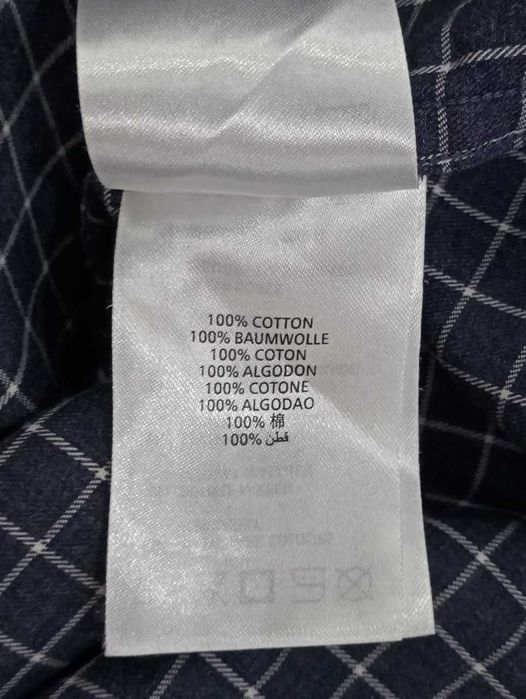 100% COTTON
100% BAUMWOLLE
100% COTON
100% ALGODON
100% COTONE
100% ALGODAO
100% 棉
100% قطن